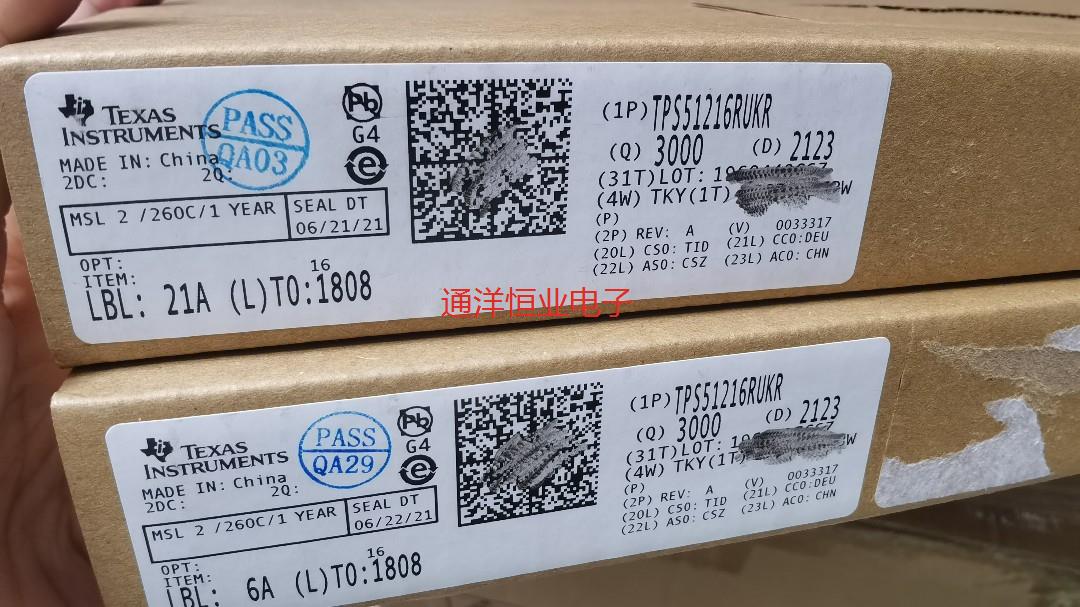 TEXAS
INSTRUMENTS
PASS
QA03
MADE IN: China
2DC: 2Q:
MSL 2 /260C/1 YEAR
SEAL DT
06/21/21
OPT:
ITEM: 16
LBL: 21A (L)TO:1808
Pb
G4
e
(1P)TPS51216RUKR
(Q) 3000 (D) 2123
(31T)LOT:
(4W) TKY(1T)
(P)
(2P) REV: A (V) 0033317
(20L) CSO: TID (21L) CCO:DEU
(22L) ASO: CSZ (23L) ACO: CHN
通洋恒业电子
TEXAS
INSTRUMENTS
PASS
QA29
MADE IN: China
2DC: 2Q:
MSL 2 /260C/1 YEAR
SEAL DT
06/22/21
OPT:
ITEM: 16
LBL: 6A (L)TO:1808
Pb
G4
e
(1P)TPS51216RUKR
(Q) 3000 (D) 2123
(31T)LOT:
(4W) TKY(1T)
(P)
(2P) REV: A (V) 0033317
(20L) CSO: TID (21L) CCO:DEU
(22L) ASO: CSZ (23L) ACO: CHN